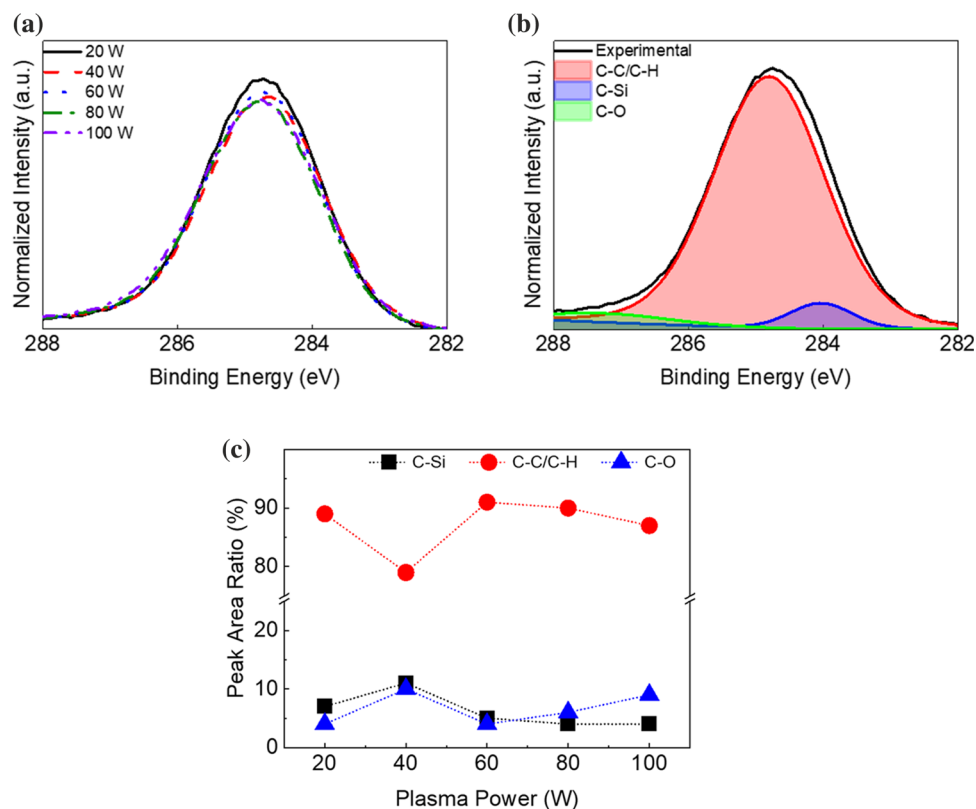 (a)
20 W
40 W
60 W
80 W
100 W
Normalized Intensity (a.u.)
288 286 284 282
Binding Energy (eV)
(b)
Experimental
C-C/C-H
C-Si
C-O
Normalized Intensity (a.u.)
288 286 284 282
Binding Energy (eV)
(c)
C-Si C-C/C-H C-O
Peak Area Ratio (%)
90
80
20
10
0
20 40 60 80 100
Plasma Power (W)